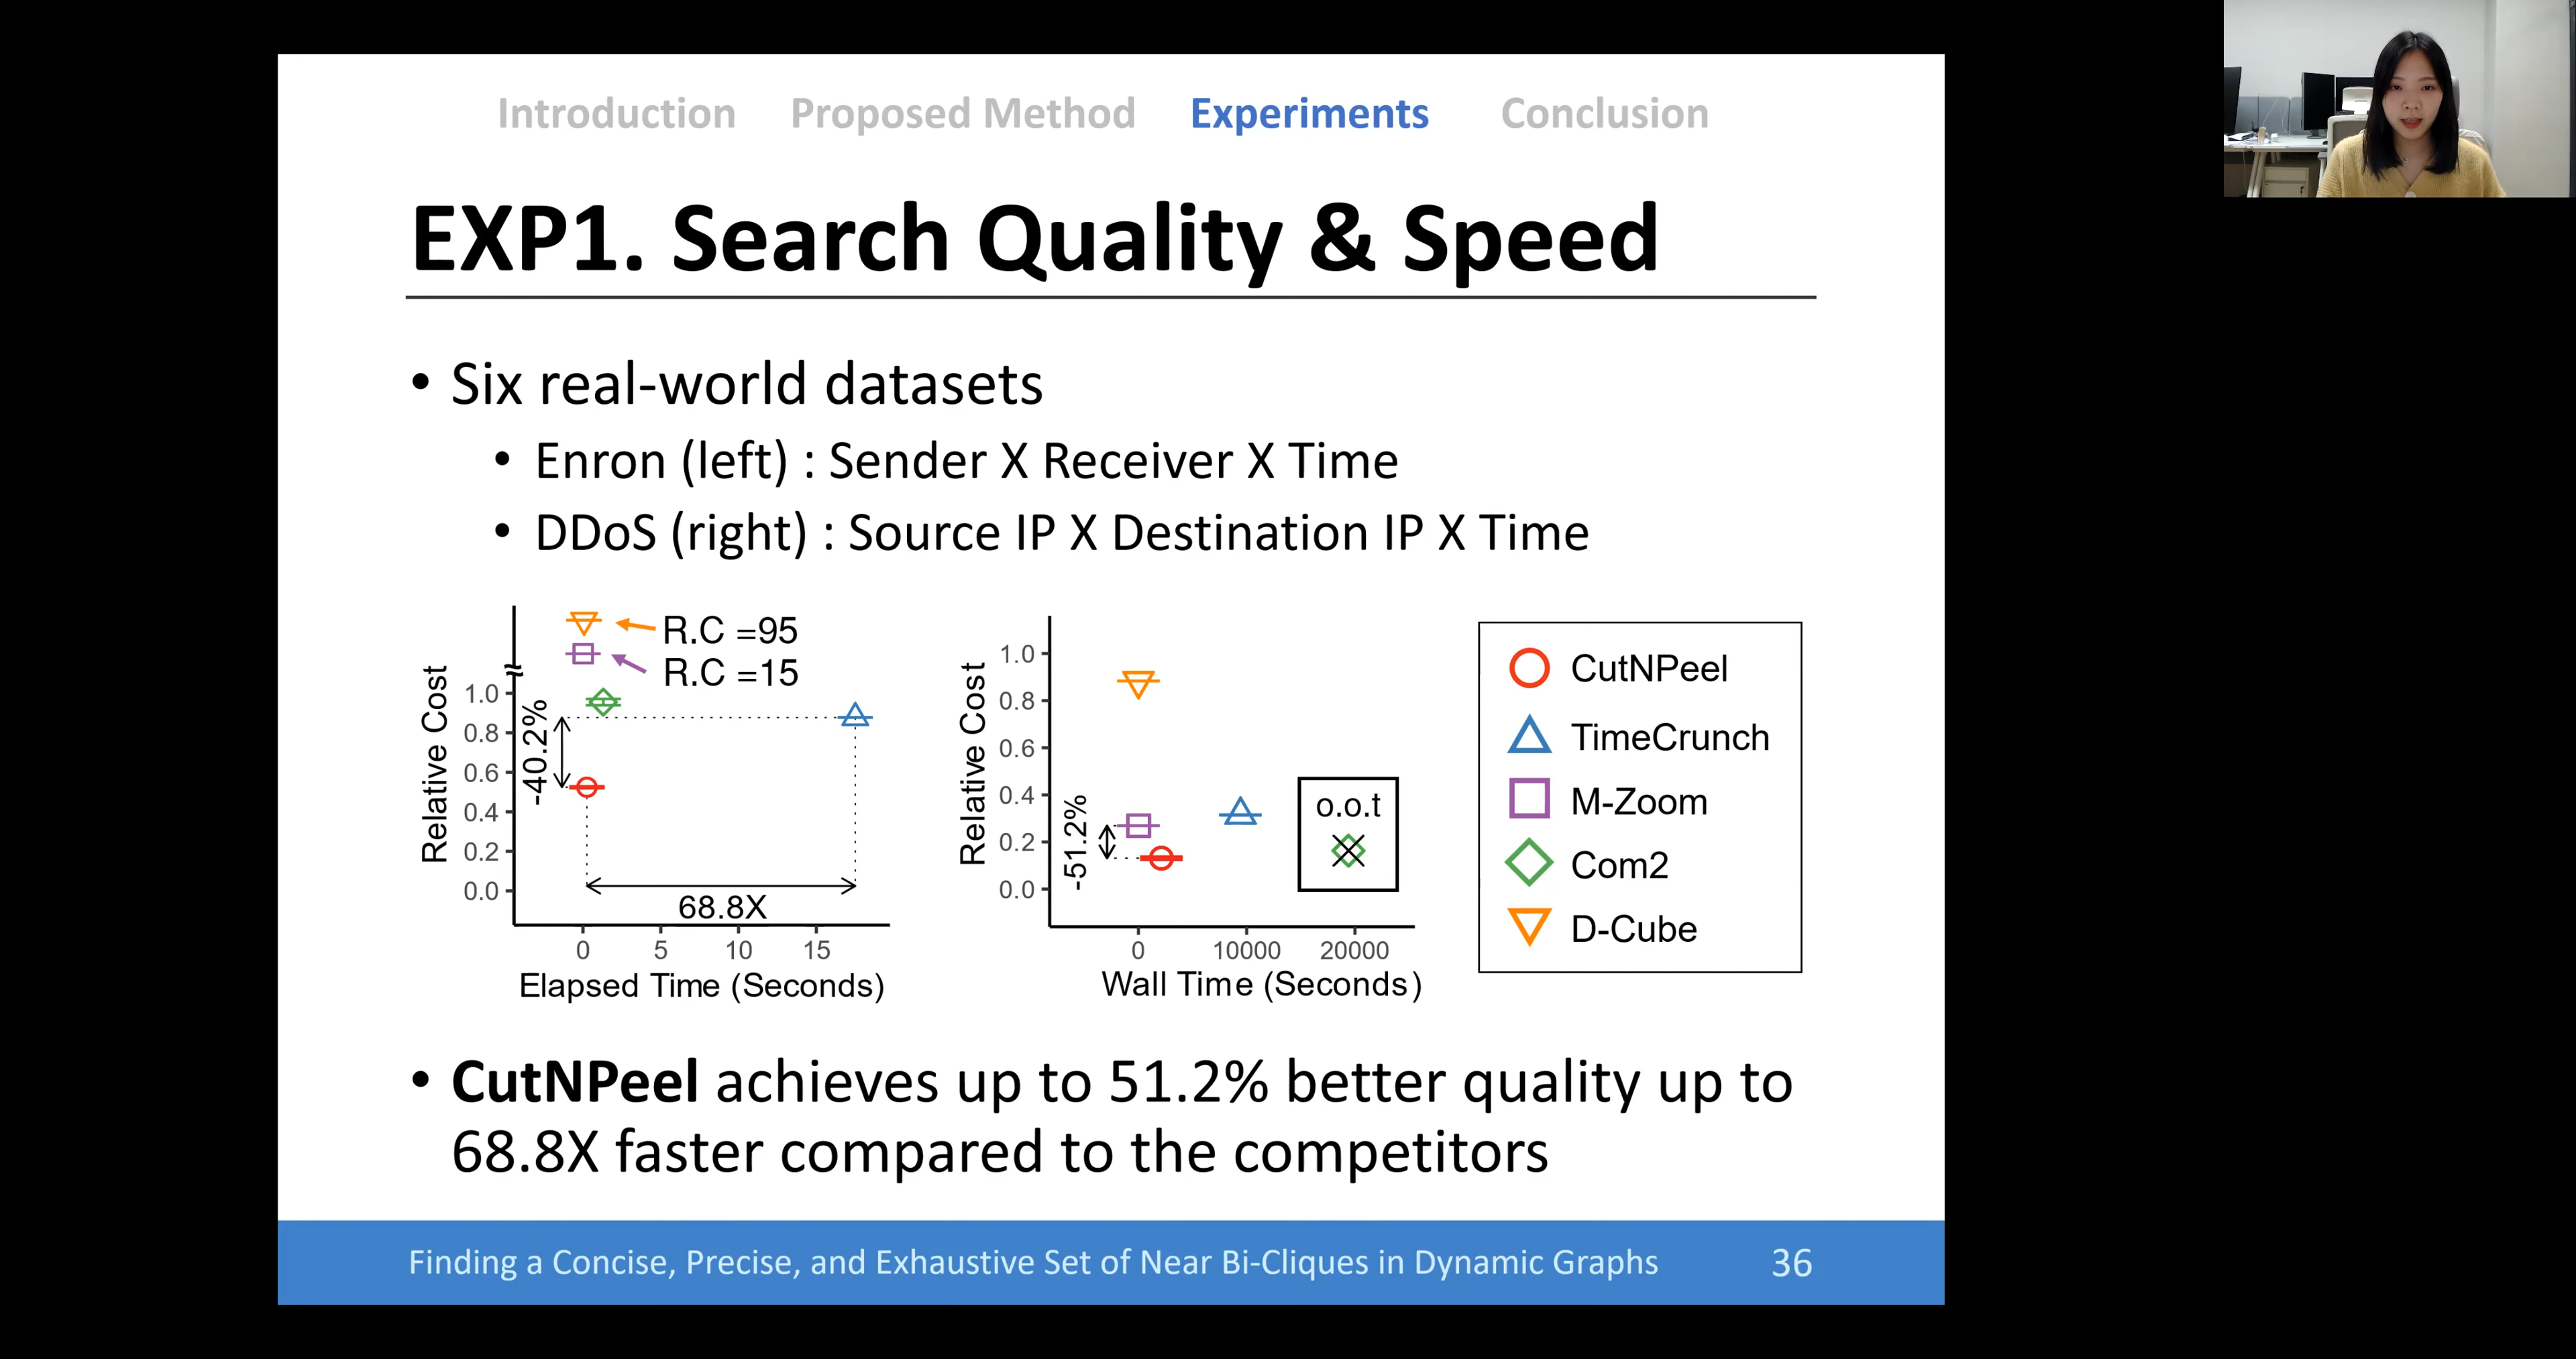 Introduction Proposed Method Experiments Conclusion
EXP1. Search Quality & Speed
• Six real-world datasets
• Enron (left) : Sender X Receiver X Time
• DDoS (right) : Source IP X Destination IP X Time
R.C =95
R.C =15
Relative Cost
1.0
0.8
0.6
0.4
0.2
0.0
-40.2%
68.8X
0 5 10 15
Elapsed Time (Seconds)
Relative Cost
1.0
0.8
0.6
0.4
0.2
0.0
-51.2%
o.o.t
0 10000 20000
Wall Time (Seconds)
CutNPeel
TimeCrunch
M-Zoom
Com2
D-Cube
• CutNPeel achieves up to 51.2% better quality up to
68.8X faster compared to the competitors
Finding a Concise, Precise, and Exhaustive Set of Near Bi-Cliques in Dynamic Graphs 36